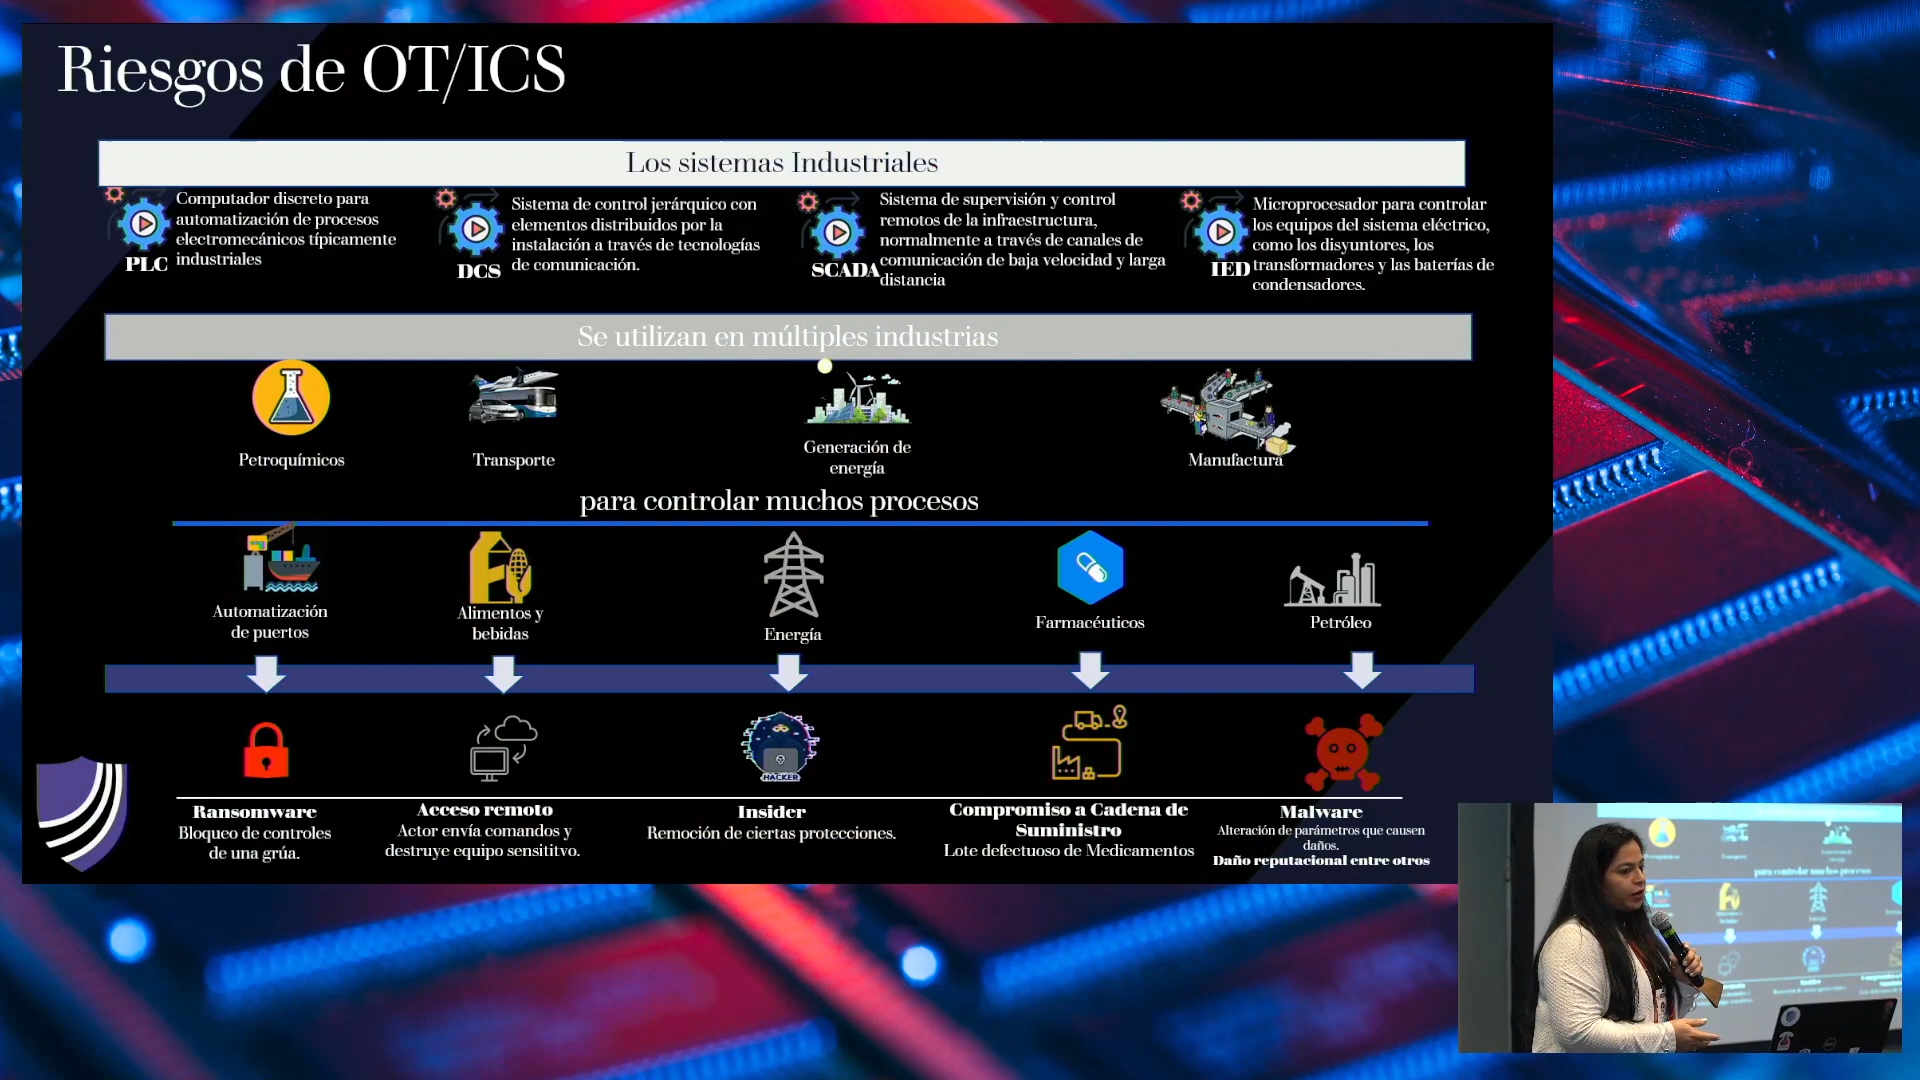 Riesgos de OT/ICS
Los sistemas Industriales
Computador discreto para
automatización de procesos
electromecánicos típicamente
industriales
PLC
Sistema de control jerárquico con
elementos distribuidos por la
instalación a través de tecnologías
de comunicación.
DCS
Sistema de supervisión y control
remotos de la infraestructura,
normalmente a través de canales de
comunicación de baja velocidad y larga
distancia
SCADA
Microprocesador para controlar
los equipos del sistema eléctrico,
como los disyuntores, los
transformadores y las baterías de
condensadores.
IED
Se utilizan en múltiples industrias
Petroquímicos
Transporte
Generación de
energía
Manufactura
para controlar muchos procesos
Automatización
de puertos
Alimentos y
bebidas
Energía
Farmacéuticos
Petróleo
HACKER
Ransomware
Bloqueo de controles
de una grúa.
Acceso remoto
Actor envía comandos y
destruye equipo sensititvo.
Insider
Remoción de ciertas protecciones.
Compromiso a Cadena de
Suministro
Lote defectuoso de Medicamentos
Malware
Alteración de parámetros que causen
daños.
Daño reputacional entre otros
para controlar muchos procesos